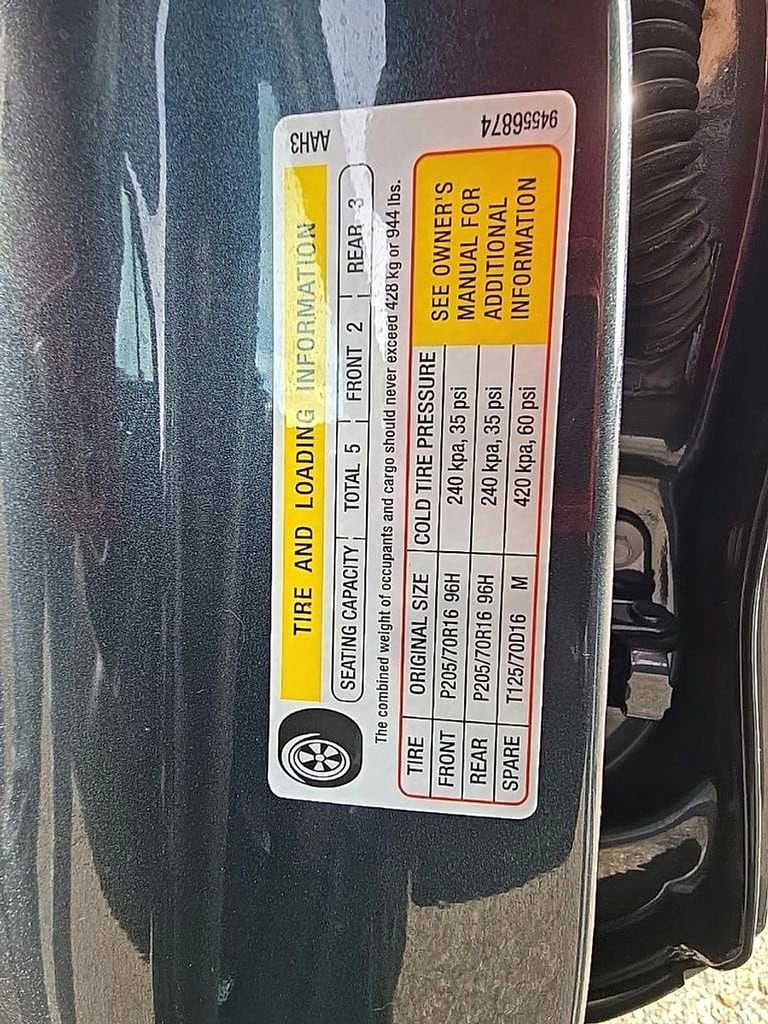 TIRE AND LOADING INFORMATION
SEATING CAPACITY TOTAL 5 FRONT 2 REAR 3
The combined weight of occupants and cargo should never exceed 428 kg or 944 lbs.
TIRE ORIGINAL SIZE COLD TIRE PRESSURE
FRONT P205/70R16 96H 240 kpa, 35 psi
REAR P205/70R16 96H 240 kpa, 35 psi
SPARE T125/70D16 M 420 kpa, 60 psi
SEE OWNER'S
MANUAL FOR
ADDITIONAL
INFORMATION
AAH3
94556874